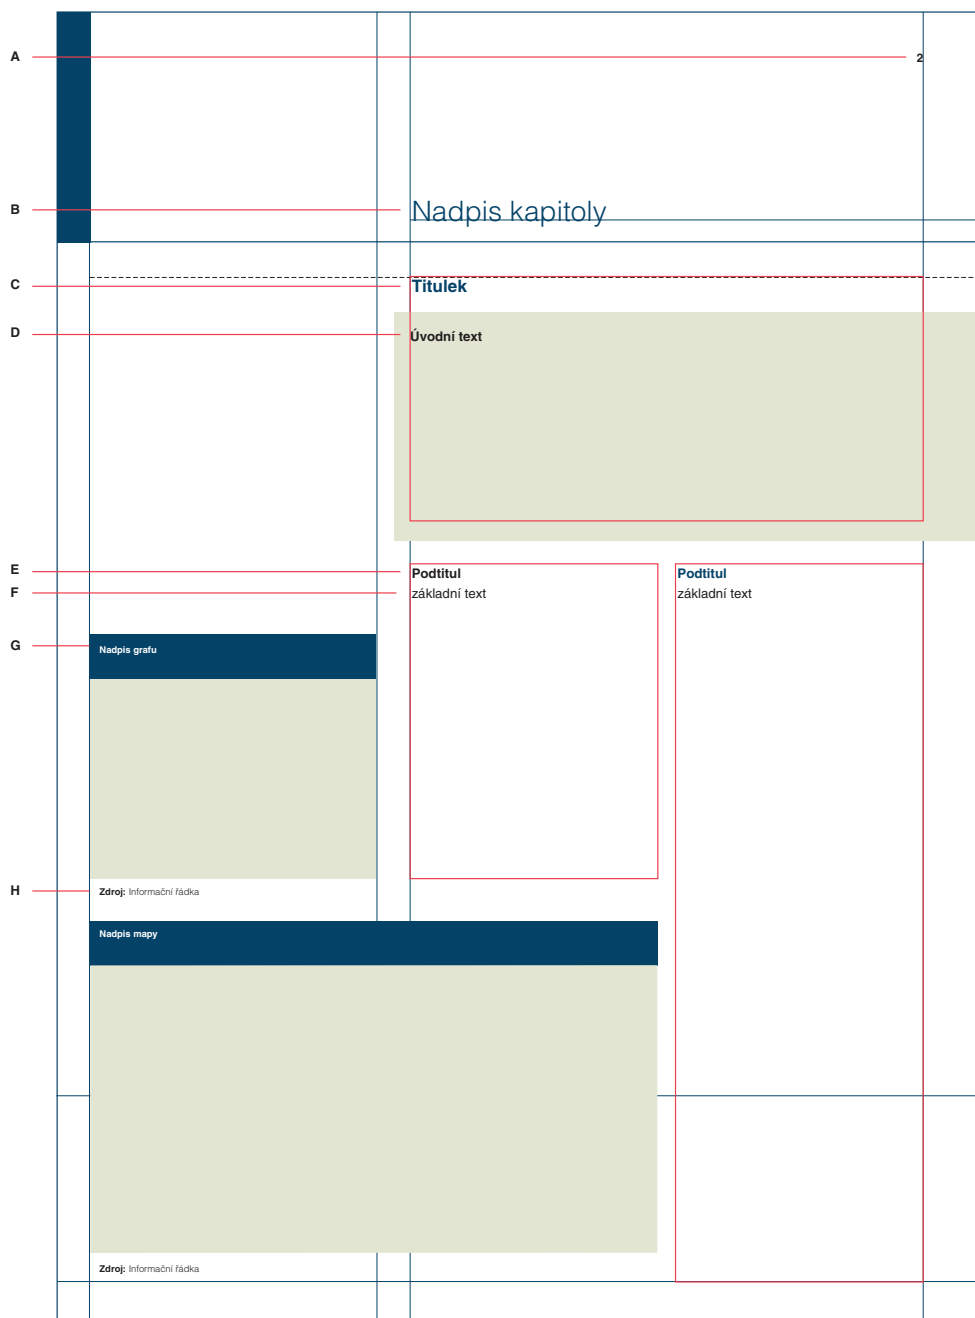 A
2
B
Nadpis kapitoly
C
Titulek
D
Úvodní text
E
Podtitul
Podtitul
F
základní text
základní text
G
Nadpis grafu
H
Zdroj: Informační řádka
Nadpis mapy
Zdroj: Informační řádka